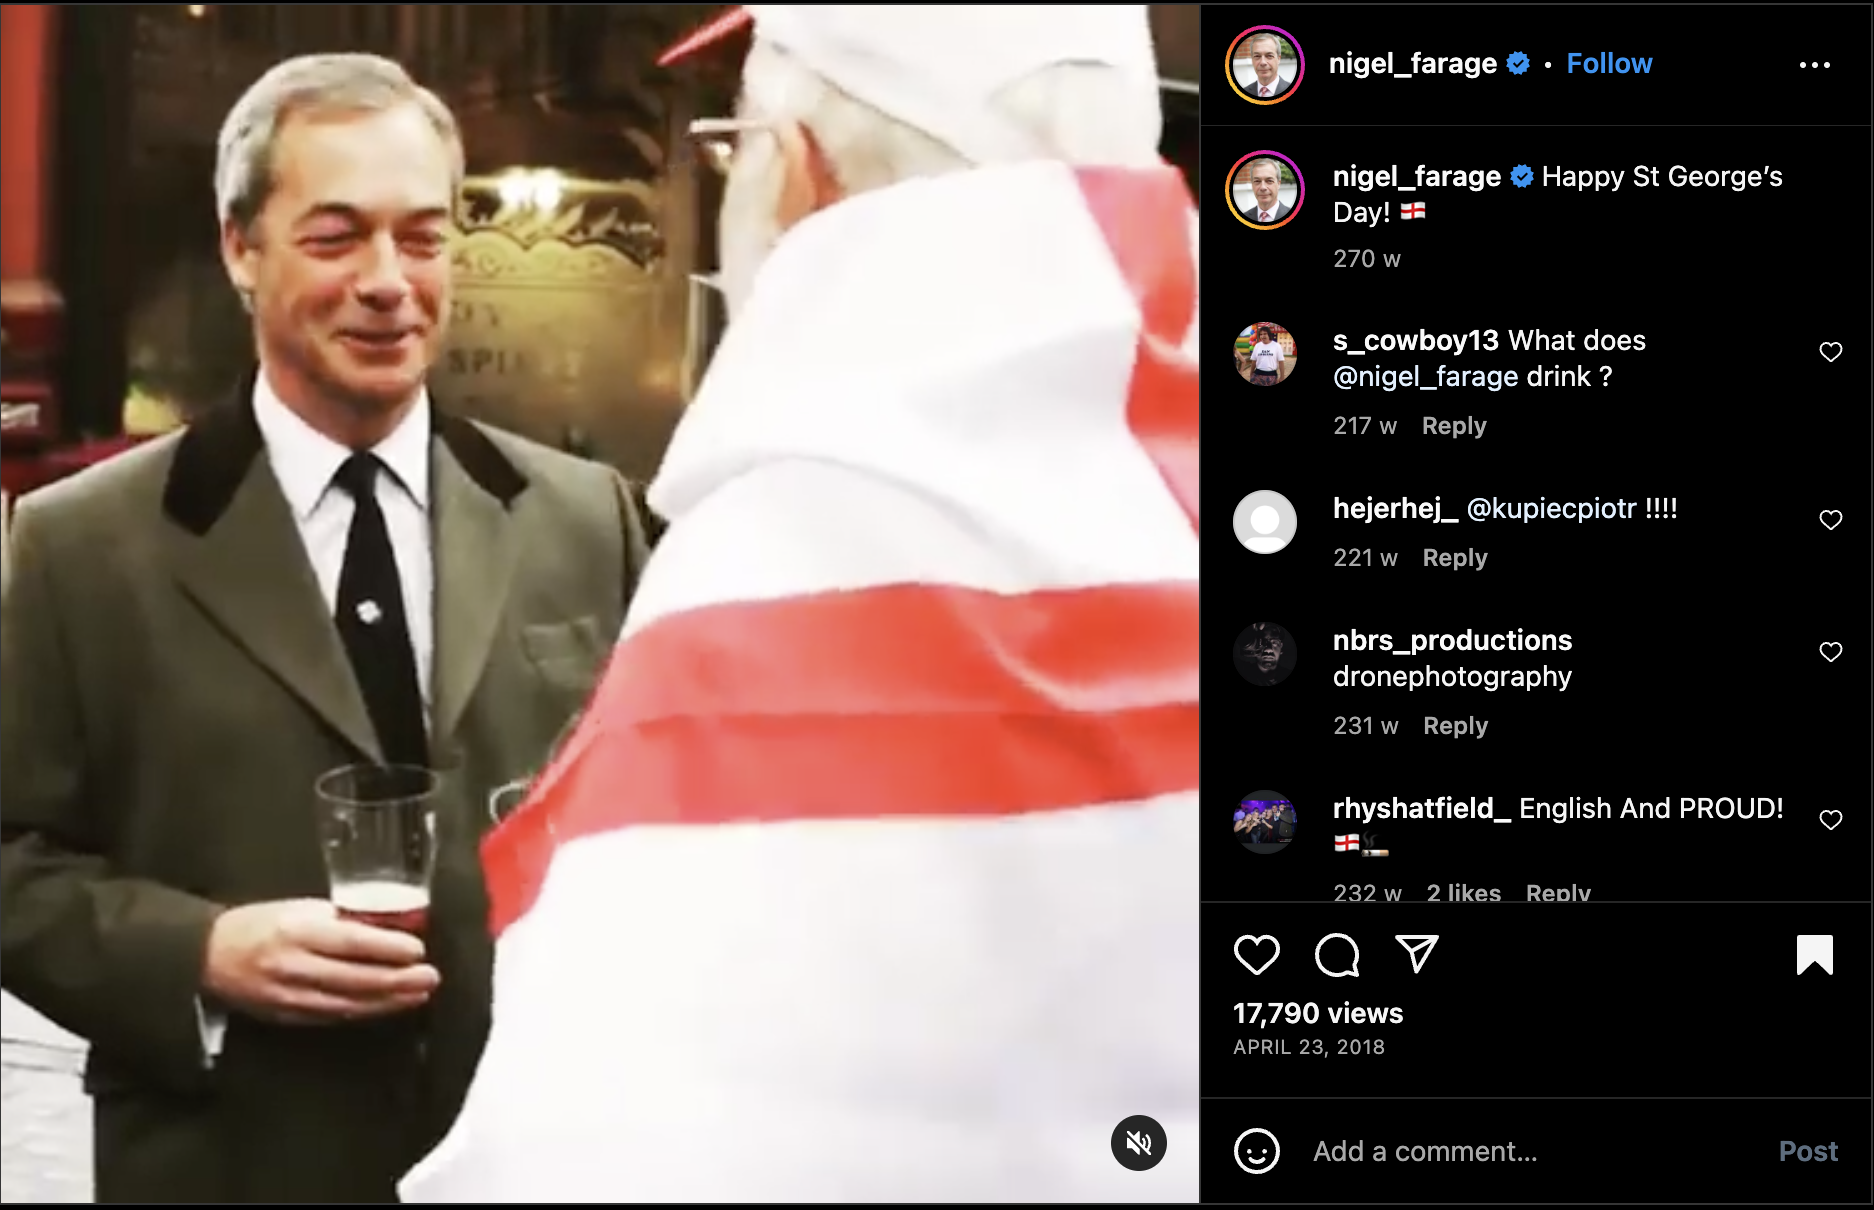 nigel_farage • Follow
nigel_farage Happy St George's
Day! 🏴󠁧󠁢󠁥󠁮󠁧󠁿
270 w
s_cowboy13 What does
@nigel_farage drink ?
217 w Reply
hejerhej_ @kupiecpiotr !!!!
221 w Reply
nbrs_productions
dronephotography
231 w Reply
rhyshatfield_ English And PROUD!
🏴󠁧󠁢󠁥󠁮󠁧󠁿🚬
232 w 2 likes Reply
17,790 views
APRIL 23, 2018
Add a comment... Post